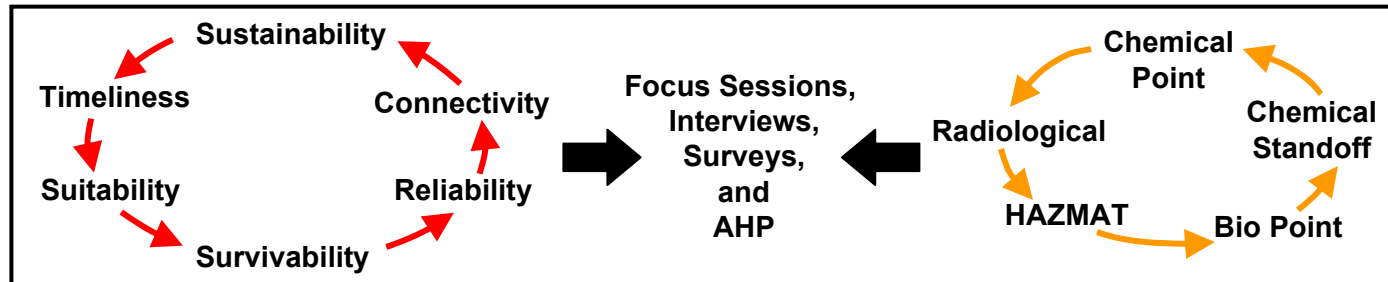 Sustainability
Timeliness
Connectivity
Suitability
Reliability
Survivability
Focus Sessions,
Interviews,
Surveys,
and
AHP
Chemical
Point
Radiological
Chemical
Standoff
HAZMAT
Bio Point